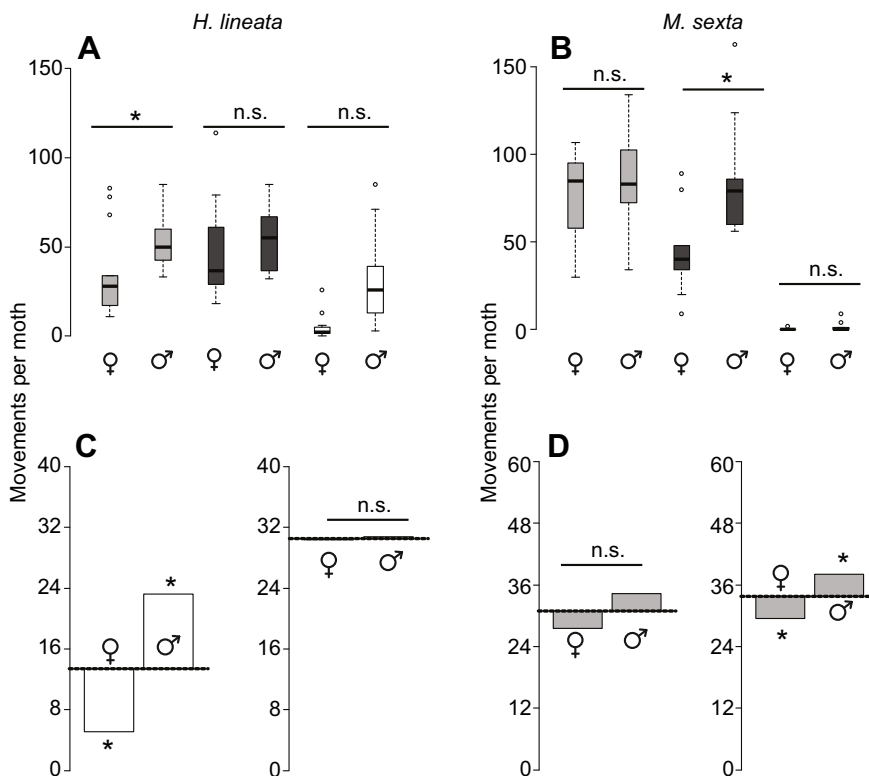 H. lineata
M. sexta
A
B
150
100
50
0
*
n.s.
n.s.
♀ ♂ ♀ ♂ ♀ ♂
150
100
50
0
n.s.
*
n.s.
♀ ♂ ♀ ♂ ♀ ♂
Movements per moth
Movements per moth
C
D
40
32
24
16
8
0
*
♀ ♂
*
40
32
24
16
8
0
n.s.
♀ ♂
60
48
36
24
12
0
n.s.
♀ ♂
60
48
36
24
12
0
♀ *
* ♂